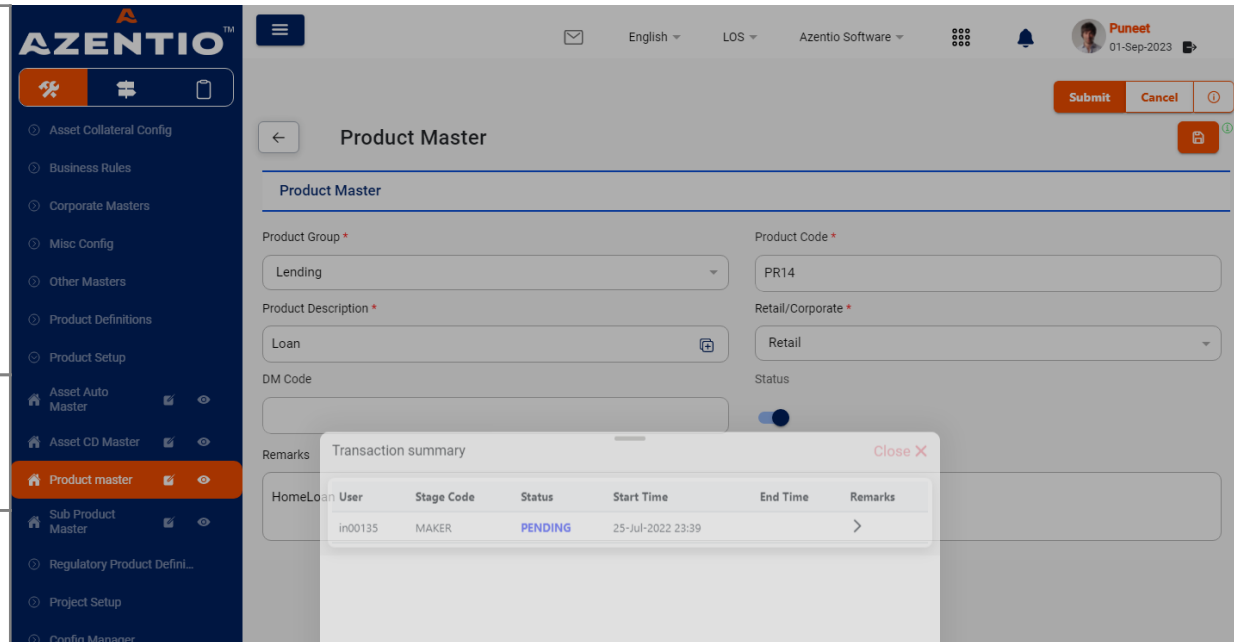 AZENTIO™
English
LOS
Azentio Software
Puneet
01-Sep-2023
Submit
Cancel
Asset Collateral Config
Business Rules
Corporate Masters
Misc Config
Other Masters
Product Definitions
Product Setup
Asset Auto
Master
Asset CD Master
Product master
Sub Product
Master
Regulatory Product Defini...
Project Setup
Config Manager
Product Master
Product Master
Product Group *
Product Code *
Lending
PR14
Product Description *
Retail/Corporate *
Loan
Retail
DM Code
Status
Remarks
HomeLoan
Transaction summary
Close
User Stage Code Status Start Time End Time Remarks
in00135 MAKER PENDING 25-Jul-2022 23:39